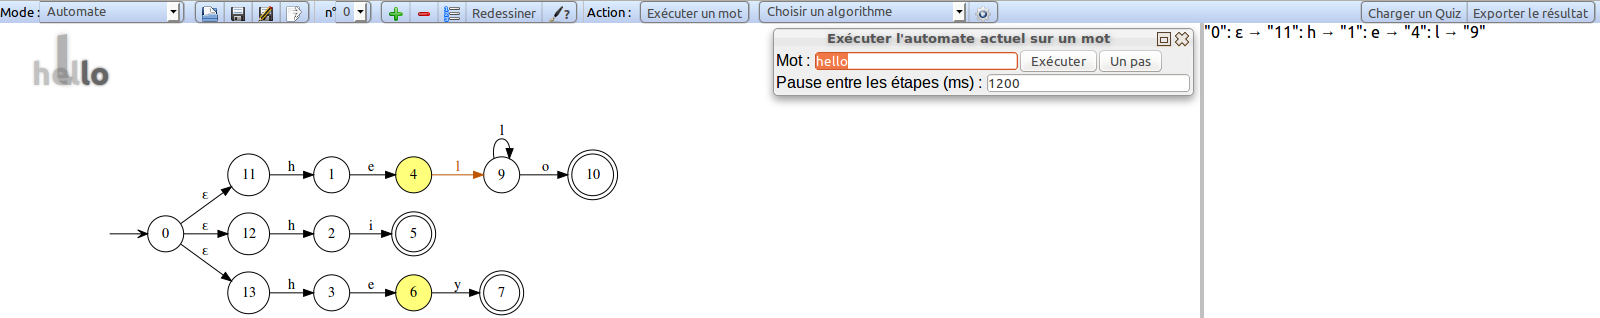 Mode : Automate n° 0 Redessiner Action : Exécuter un mot Choisir un algorithme Charger un Quiz Exporter le résultat
Exécuter l'automate actuel sur un mot
"0": ε → "11": h → "1": e → "4": l → "9"
Mot : hello Exécuter Un pas
Pause entre les étapes (ms) : 1200
hello
l
11 h 1 e 4 l 9 o 10
ε
0 ε 12 h 2 i 5
ε
13 h 3 e 6 y 7